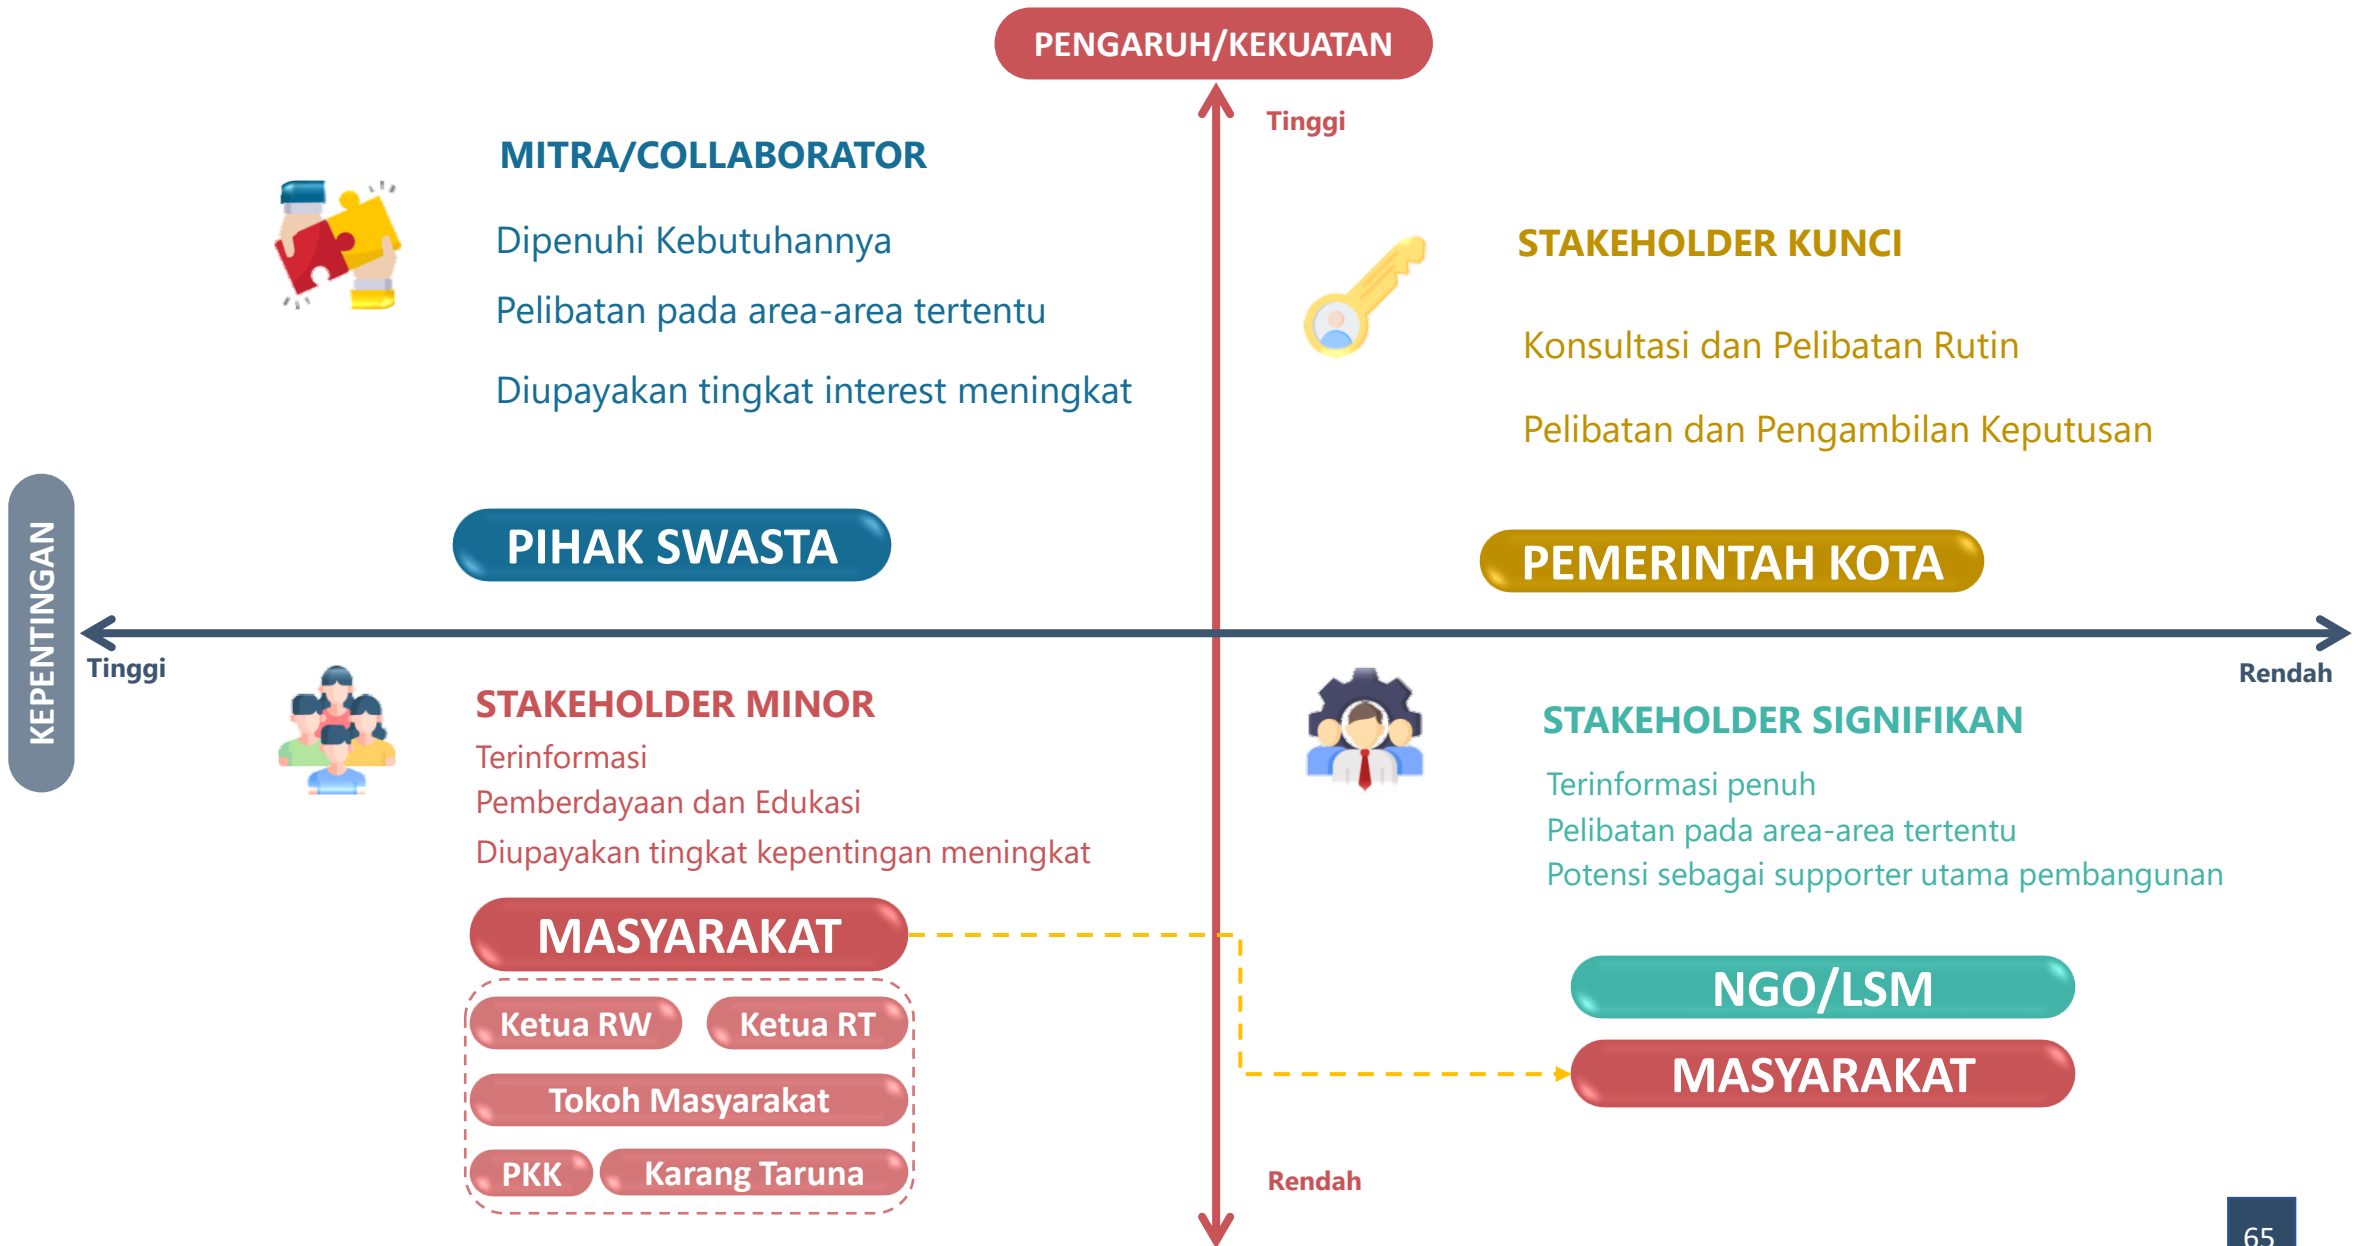 PENGARUH/KEKUATAN
Tinggi
MITRA/COLLABORATOR
Dipenuhi Kebutuhannya
Pelibatan pada area-area tertentu
Diupayakan tingkat interest meningkat
PIHAK SWASTA
STAKEHOLDER KUNCI
Konsultasi dan Pelibatan Rutin
Pelibatan dan Pengambilan Keputusan
PEMERINTAH KOTA
KEPENTINGAN
Tinggi
Rendah
STAKEHOLDER MINOR
Terinformasi
Pemberdayaan dan Edukasi
Diupayakan tingkat kepentingan meningkat
MASYARAKAT
Ketua RW
Ketua RT
Tokoh Masyarakat
PKK
Karang Taruna
STAKEHOLDER SIGNIFIKAN
Terinformasi penuh
Pelibatan pada area-area tertentu
Potensi sebagai supporter utama pembangunan
NGO/LSM
MASYARAKAT
Rendah
65